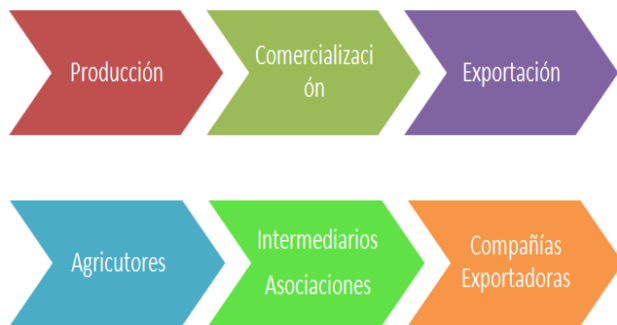 Producción
Comercializaci
ón
Exportación
Agricutores
Intermediarios
Asociaciones
Compañías
Exportadoras